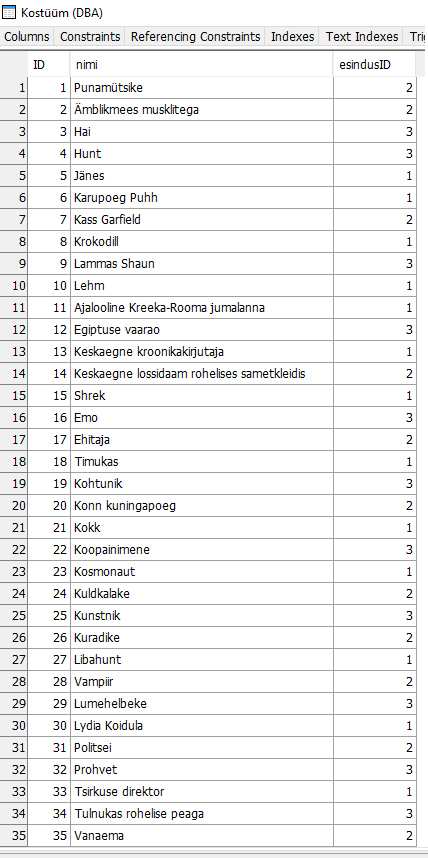 Kostüüm (DBA)
Columns Constraints Referencing Constraints Indexes Text Indexes Trig
ID nimi esindusID
1 1 Punamütsike 2
2 2 Ämblikmees musklitega 2
3 3 Hai 3
4 4 Hunt 3
5 5 Jänes 1
6 6 Karupoeg Puhh 1
7 7 Kass Garfield 2
8 8 Krokodill 1
9 9 Lammas Shaun 3
10 10 Lehm 1
11 11 Ajalooline Kreeka-Rooma jumalanna 1
12 12 Egiptuse vaarao 3
13 13 Keskaegne kroonikakirjutaja 1
14 14 Keskaegne lossidaam rohelises sametkleidis 2
15 15 Shrek 1
16 16 Emo 3
17 17 Ehitaja 2
18 18 Timukas 1
19 19 Kohtunik 3
20 20 Konn kuningapoeg 2
21 21 Kokk 1
22 22 Koopainimene 3
23 23 Kosmonaut 1
24 24 Kuldkalake 2
25 25 Kunstnik 3
26 26 Kuradike 2
27 27 Libahunt 1
28 28 Vampiir 2
29 29 Lumehelbeke 3
30 30 Lydia Koidula 1
31 31 Politsei 2
32 32 Prohvet 3
33 33 Tsirkuse direktor 1
34 34 Tulnukas rohelise peaga 3
35 35 Vanaema 2